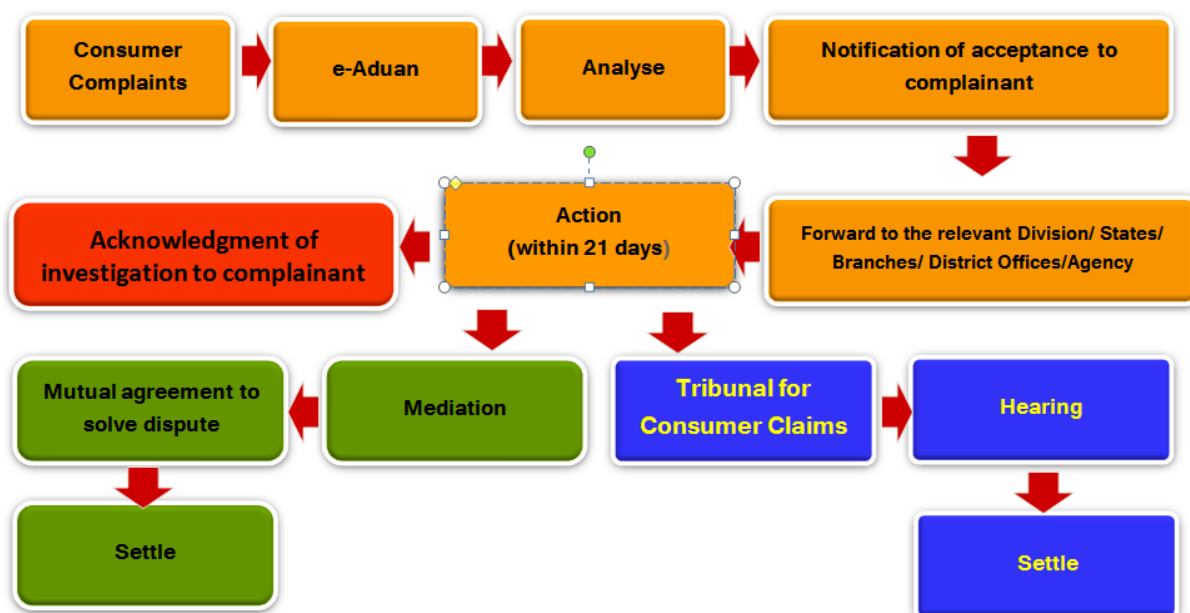 Consumer
Complaints
e-Aduan
Analyse
Notification of acceptance to
complainant
Forward to the relevant Division/ States/
Branches/ District Offices/Agency
Action
(within 21 days)
Acknowledgment of
investigation to complainant
Mediation
Mutual agreement to
solve dispute
Settle
Tribunal for
Consumer Claims
Hearing
Settle